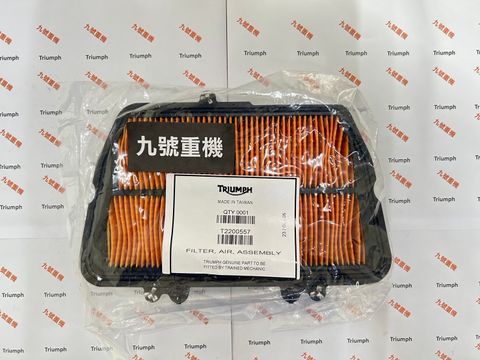 九號重機
TRIUMPH
MADE IN TAIWAN
QTY 0001
T2200557
FILTER, AIR, ASSEMBLY
TRIUMPH GENUINE PART TO BE
FITTED BY TRAINED MECHANIC
九號重機
Triumph